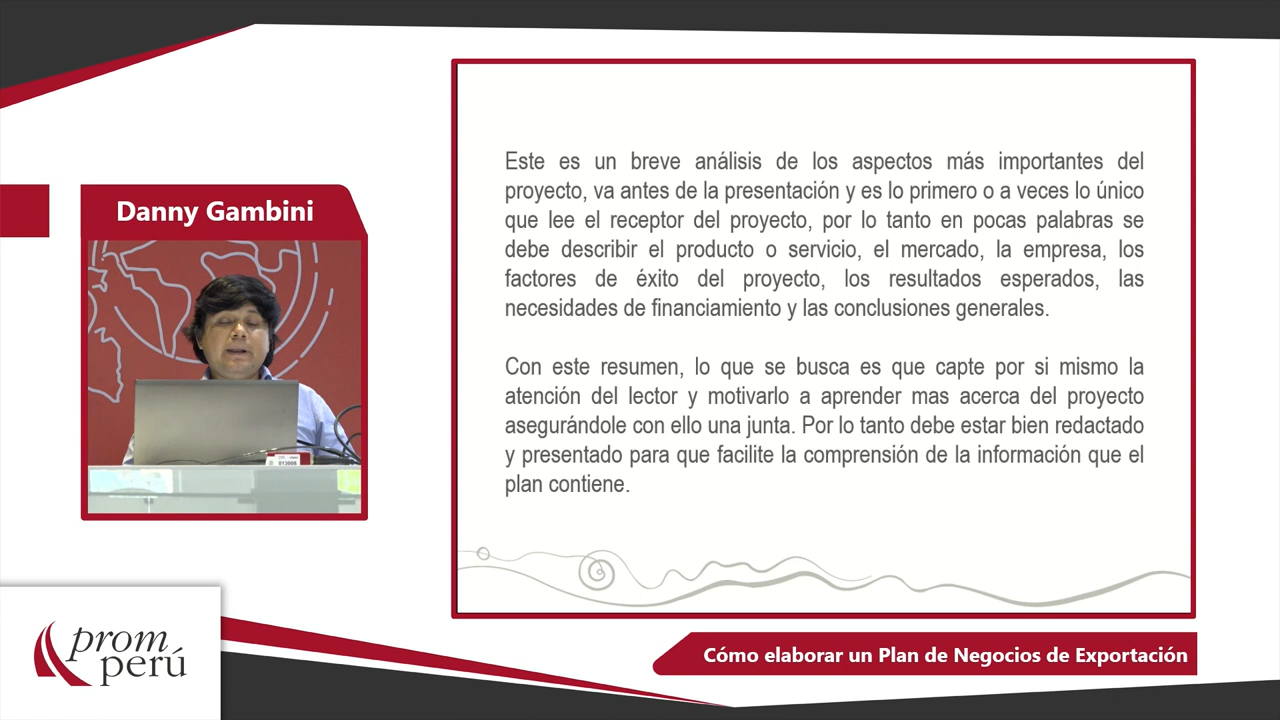 Danny Gambini
Este es un breve análisis de los aspectos más importantes del
proyecto, va antes de la presentación y es lo primero o a veces lo único
que lee el receptor del proyecto, por lo tanto en pocas palabras se
debe describir el producto o servicio, el mercado, la empresa, los
factores de éxito del proyecto, los resultados esperados, las
necesidades de financiamiento y las conclusiones generales.
Con este resumen, lo que se busca es que capte por si mismo la
atención del lector y motivarlo a aprender mas acerca del proyecto
asegurándole con ello una junta. Por lo tanto debe estar bien redactado
y presentado para que facilite la comprensión de la información que el
plan contiene.
prom
perú
Cómo elaborar un Plan de Negocios de Exportación